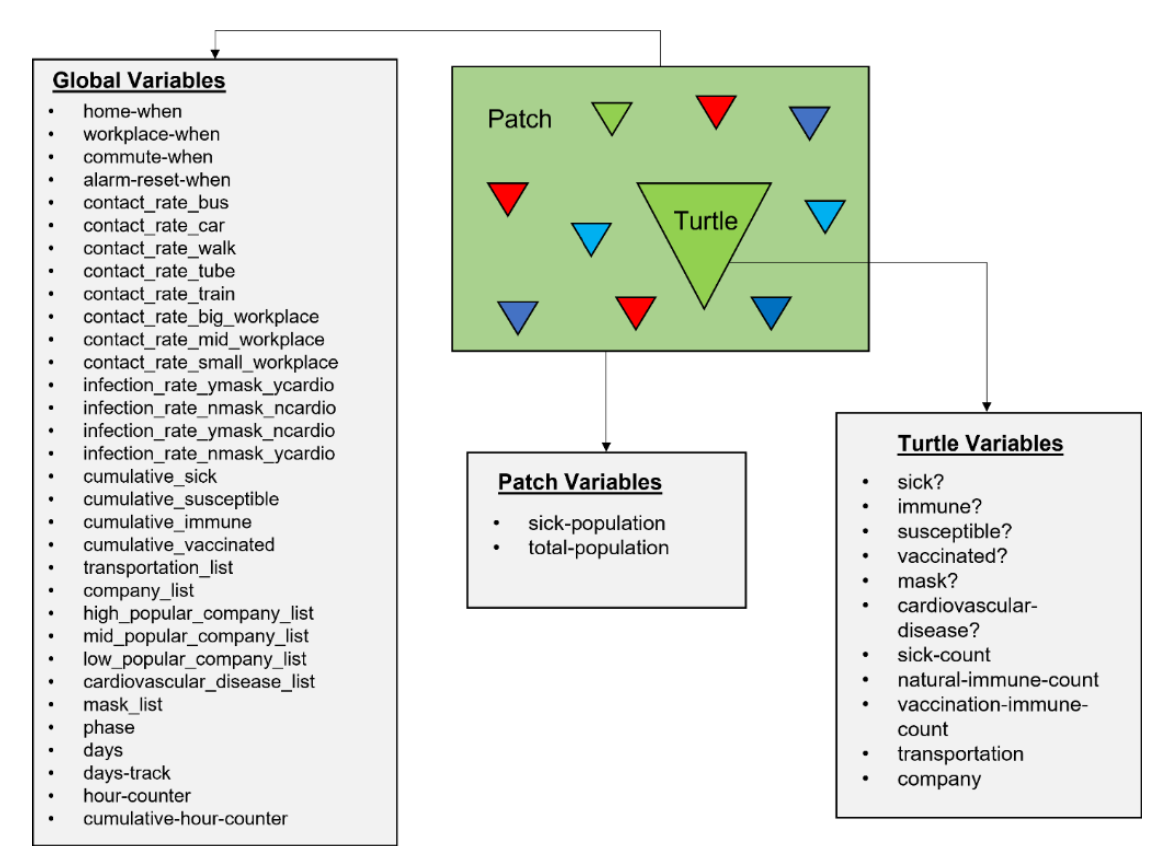 Global Variables
• home-when
• workplace-when
• commute-when
• alarm-reset-when
• contact_rate_bus
• contact_rate_car
• contact_rate_walk
• contact_rate_tube
• contact_rate_train
• contact_rate_big_workplace
• contact_rate_mid_workplace
• contact_rate_small_workplace
• infection_rate_ymask_ycardio
• infection_rate_nmask_ncardio
• infection_rate_ymask_ncardio
• infection_rate_nmask_ycardio
• cumulative_sick
• cumulative_susceptible
• cumulative_immune
• cumulative_vaccinated
• transportation_list
• company_list
• high_popular_company_list
• mid_popular_company_list
• low_popular_company_list
• cardiovascular_disease_list
• mask_list
• phase
• days
• days-track
• hour-counter
• cumulative-hour-counter
Patch
Turtle
Patch Variables
• sick-population
• total-population
Turtle Variables
• sick?
• immune?
• susceptible?
• vaccinated?
• mask?
• cardiovascular-
disease?
• sick-count
• natural-immune-count
• vaccination-immune-
count
• transportation
• company